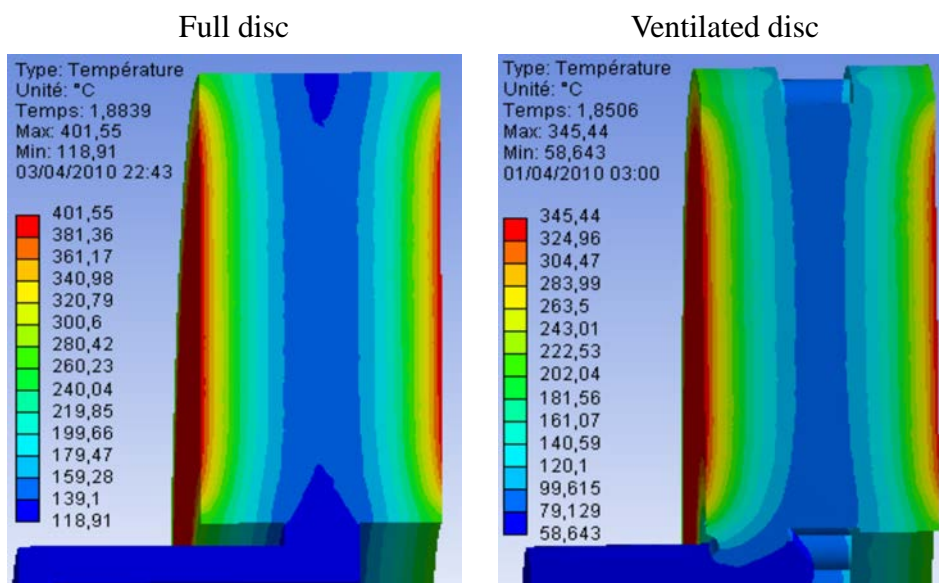 Full disc
Type: Température
Unité: °C
Temps: 1,8839
Max: 401,55
Min: 118,91
03/04/2010 22:43
401,55
381,36
361,17
340,98
320,79
300,6
280,42
260,23
240,04
219,85
199,66
179,47
159,28
139,1
118,91
Ventilated disc
Type: Température
Unité: °C
Temps: 1,8506
Max: 345,44
Min: 58,643
01/04/2010 03:00
345,44
324,96
304,47
283,99
263,5
243,01
222,53
202,04
181,56
161,07
140,59
120,1
99,615
79,129
58,643